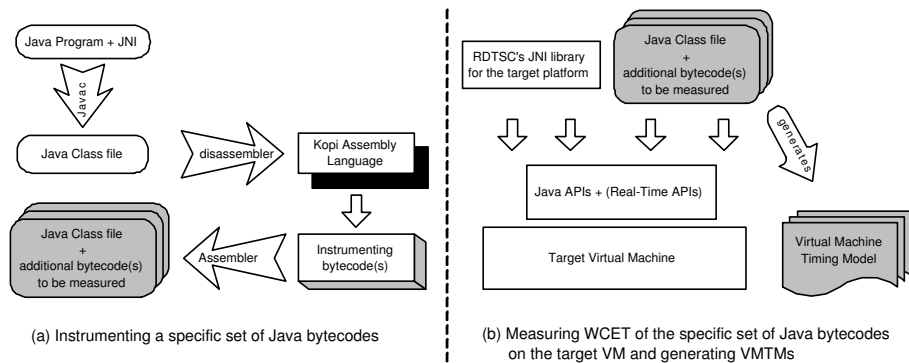 Java Program + JNI
Javac
Java Class file
disassembler
Kopi Assembly
Language
Instrumenting
bytecode(s)
Assembler
Java Class file
+
additional bytecode(s)
to be measured
(a) Instrumenting a specific set of Java bytecodes
RDTSC's JNI library
for the target platform
Java Class file
+
additional bytecode(s)
to be measured
generates
Java APIs + (Real-Time APIs)
Target Virtual Machine
Virtual Machine
Timing Model
(b) Measuring WCET of the specific set of Java bytecodes
on the target VM and generating VMTMs